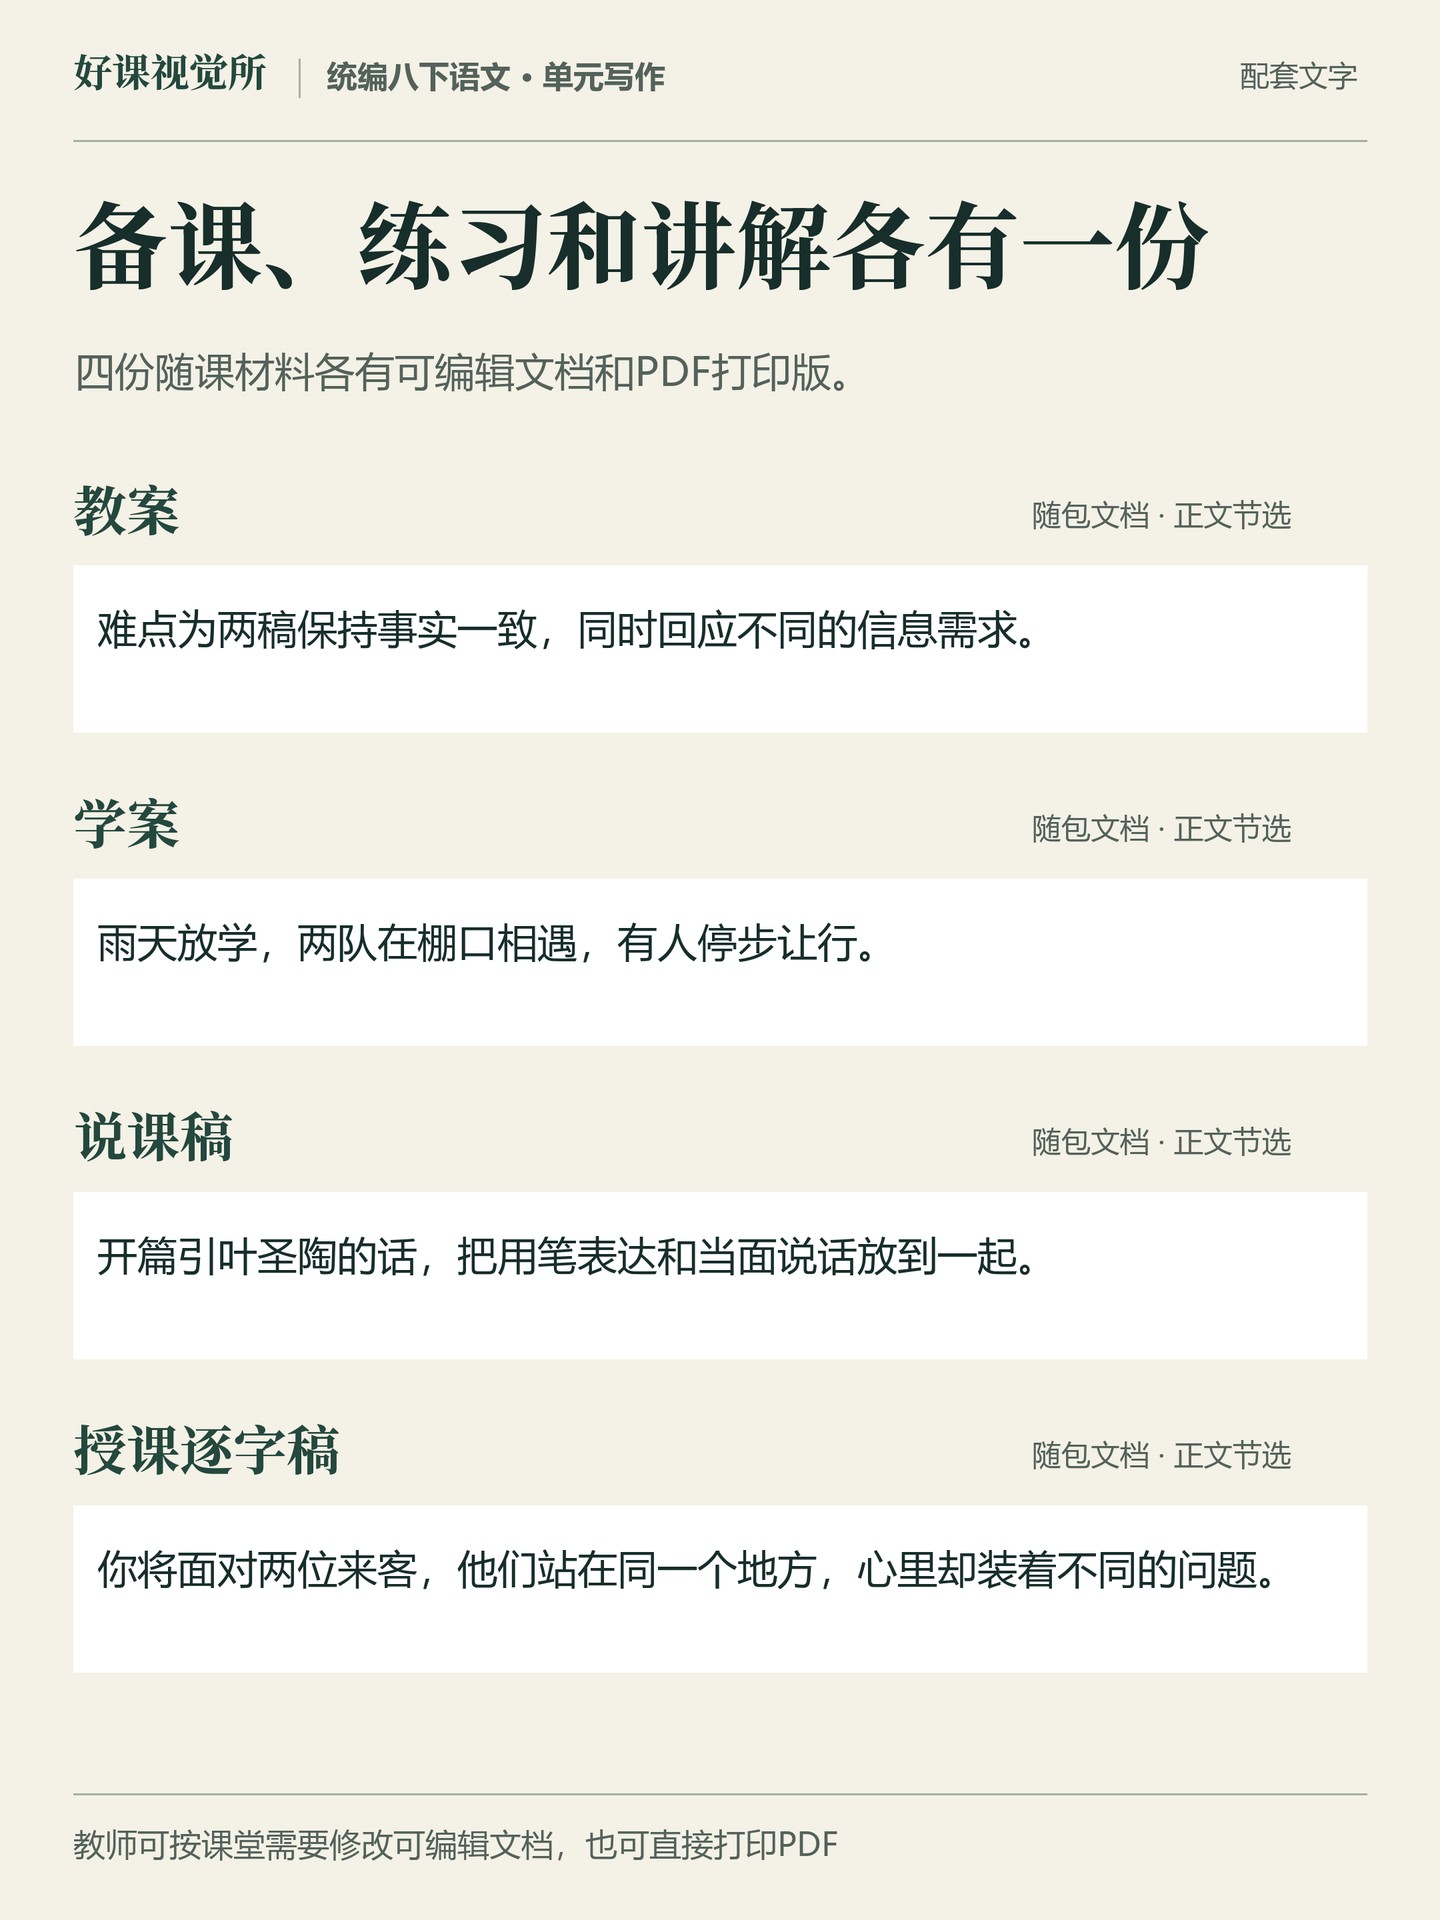 好课视觉所 统编八下语文·单元写作 配套文字
备课、练习和讲解各有一份
四份随课材料各有可编辑文档和PDF打印版。
教案 随包文档·正文节选
难点为两稿保持事实一致，同时回应不同的信息需求。
学案 随包文档·正文节选
雨天放学，两队在棚口相遇，有人停步让行。
说课稿 随包文档·正文节选
开篇引叶圣陶的话，把用笔表达和当面说话放到一起。
授课逐字稿 随包文档·正文节选
你将面对两位来客，他们站在同一个地方，心里却装着不同的问题。
教师可按课堂需要修改可编辑文档，也可直接打印PDF